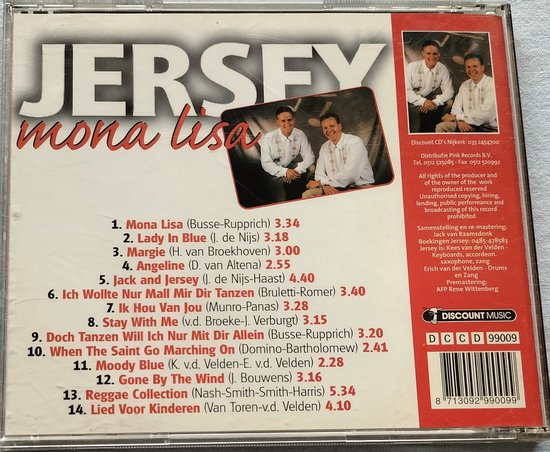 JERSEY
mona lisa
1. Mona Lisa (Busse-Rupprich) 3.34
2. Lady In Blue (J. de Nijs) 3.18
3. Margie (H. van Broekhoven) 3.00
4. Angeline (D. van Altena) 2.55
5. Jack and Jersey (J. de Nijs-Haast) 4.40
6. Ich Wollte Nur Mall Mir Dir Tanzen (Bruletti-Romer) 3.40
7. Ik Hou Van Jou (Munro-Panas) 3.28
8. Stay With Me (v.d. Broeke-J. Verburgt) 3.15
9. Doch Tanzen Will Ich Nur Mit Dir Allein (Busse-Rupprich) 3.20
10. When The Saint Go Marching On (Domino-Bartholomew) 2.41
11. Moody Blue (K. v.d. Velden-E. v.d. Velden) 2.28
12. Gone By The Wind (J. Bouwens) 3.16
13. Reggae Collection (Nash-Smith-Smith-Harris) 5.34
14. Lied Voor Kinderen (Van Toren-v.d. Velden) 4.10
Discount CD's Nijkerk 033 2454700
Distributie Pink Records B.V.
Tel. 0512 525085 - Fax 0512 520992
All rights of the producer and
of the owner of the work
reproduced reserved
Unauthorised copying, hiring,
lending, public performance and
broadcasting of this record
prohibited
Samenstelling en re-mastering:
Jack van Raamsdonk
Boekingen Jersey: 0485-478583
Jersey is: Kees van der Velden -
Keyboards, accordeon.
saxophone, zang
Erich van der Velden - Drums
en Zang
Premastering:
AFP Rene Wittenberg
DISCOUNT MUSIC
D C C D 99009
8 713092 990099